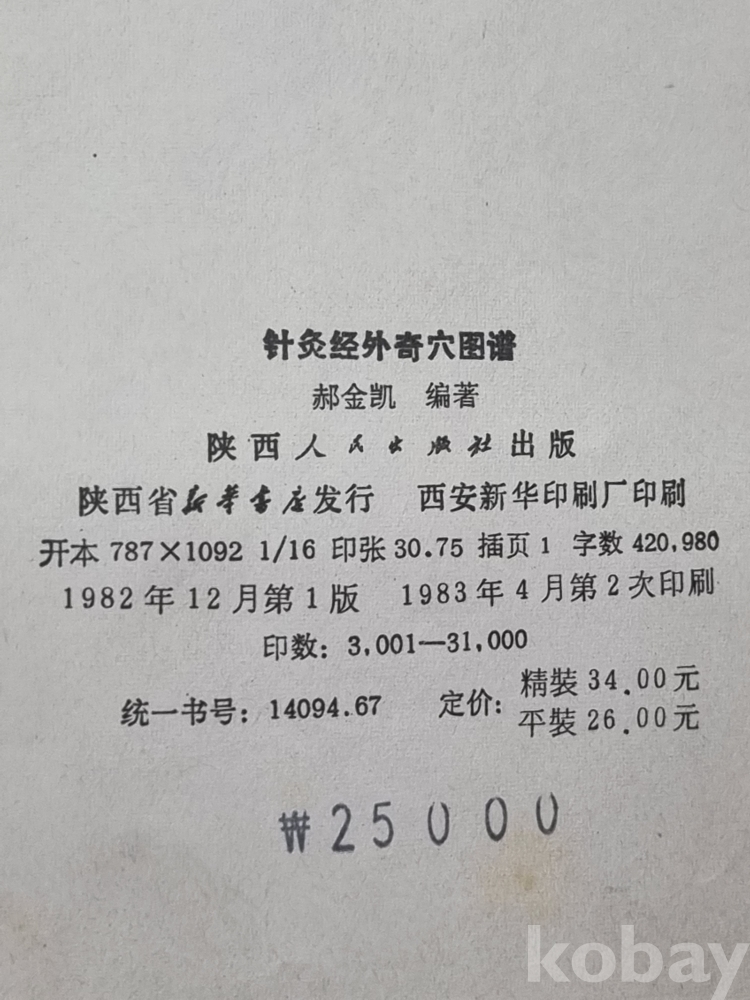 针灸经外奇穴图谱
郝金凯 编著
陕西人民出版社出版
陕西省新华书店发行 西安新华印刷厂印刷
开本 787×1092 1/16 印张 30.75 插页 1 字数 420,980
1982年12月第1版 1983年4月第2次印刷
印数：3,001—31,000
统一书号：14094.67 定价：精裝 34.00元
平裝 26.00元
₩25000
kobay